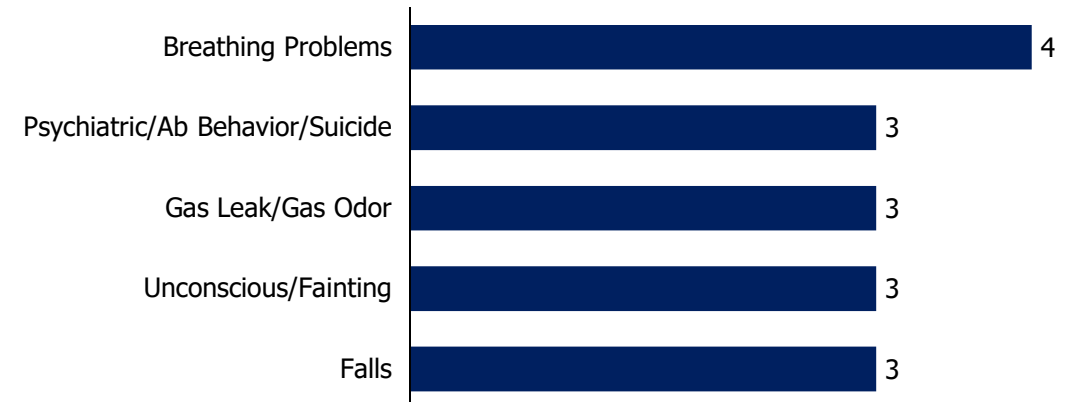 Breathing Problems 4
Psychiatric/Ab Behavior/Suicide 3
Gas Leak/Gas Odor 3
Unconscious/Fainting 3
Falls 3